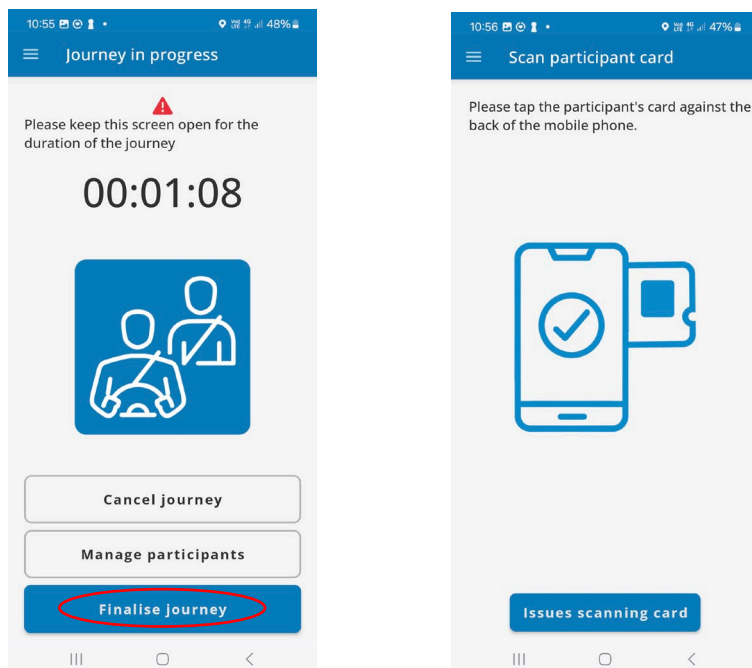 10:55
48%
Journey in progress
Please keep this screen open for the
duration of the journey
00:01:08
Cancel journey
Manage participants
Finalise journey
10:56
47%
Scan participant card
Please tap the participant's card against the
back of the mobile phone.
Issues scanning card